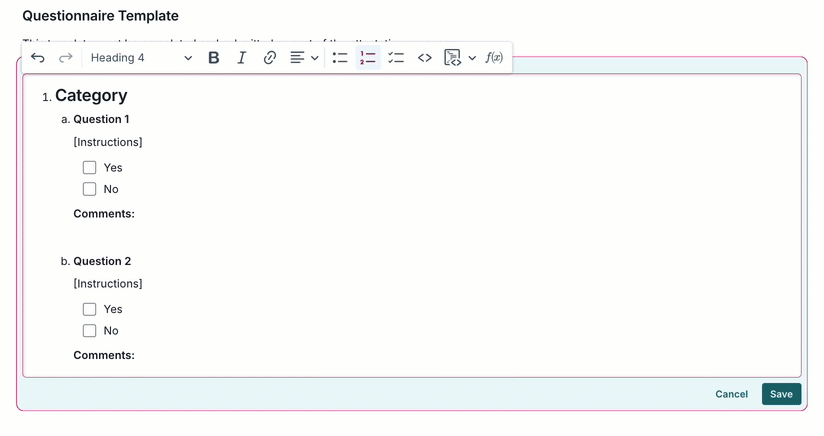 Questionnaire Template
Heading 4
B I <> f(x)
1. Category
a. Question 1
[Instructions]
Yes
No
Comments:
b. Question 2
[Instructions]
Yes
No
Comments:
Cancel Save